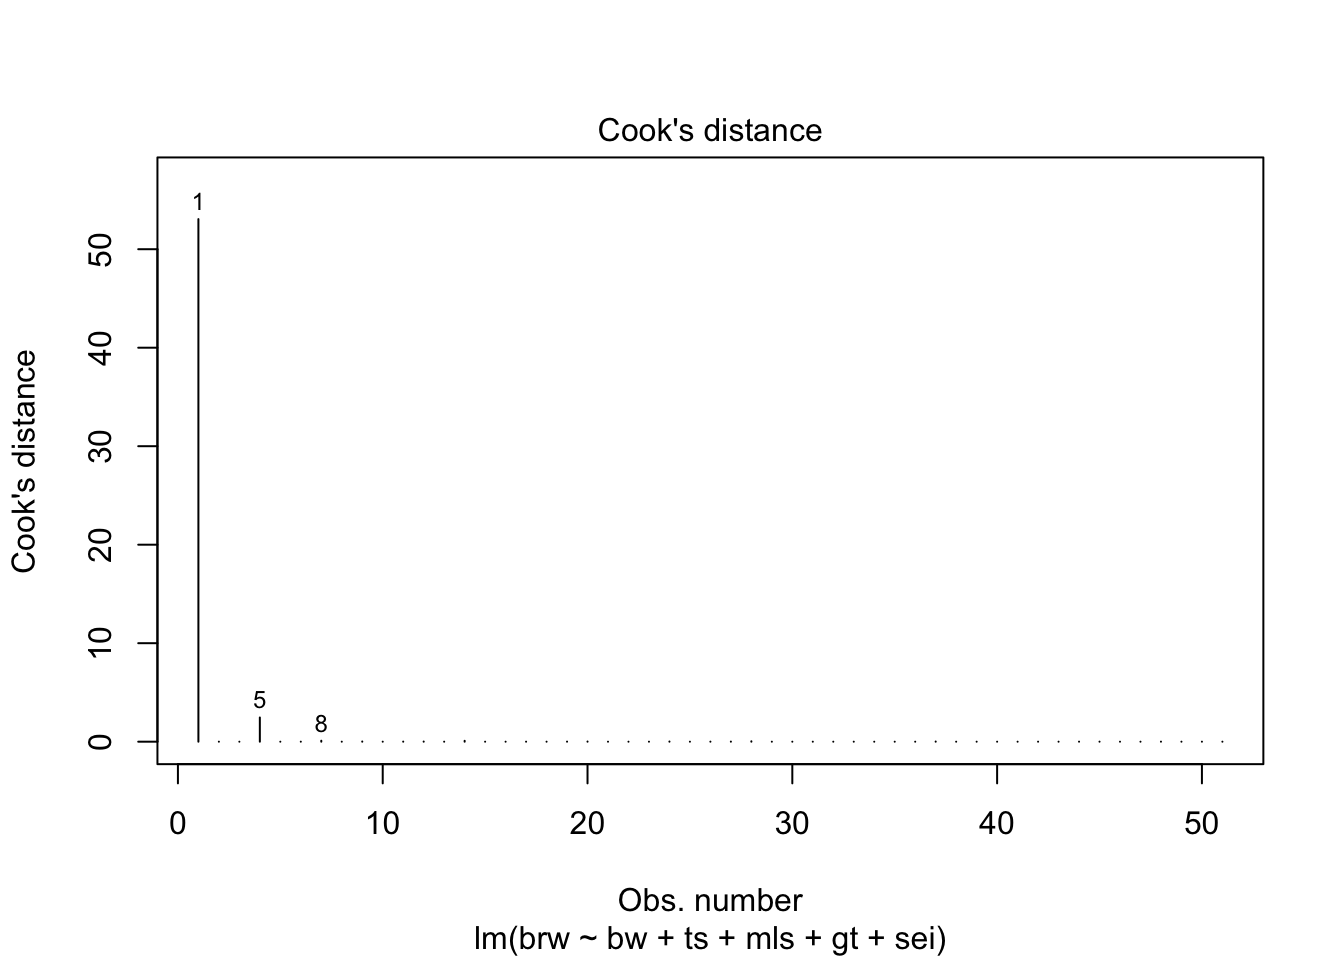 Cook's distance
Cook's distance
50
40
30
20
10
0
1
5
8
0 10 20 30 40 50
Obs. number
lm(brw ~ bw + ts + mls + gt + sei)